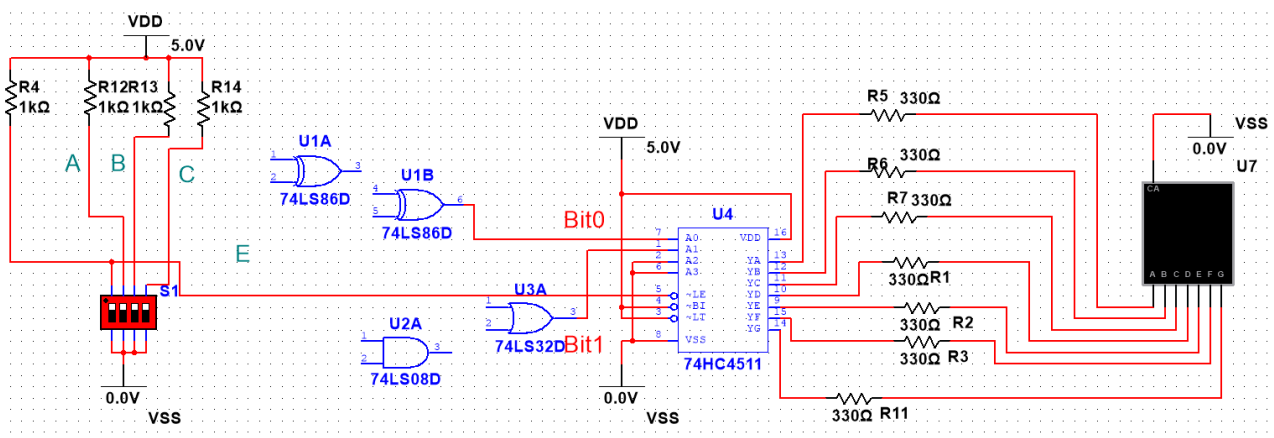 VDD
5.0V
R4
1kΩ
R12
1kΩ
R13
1kΩ
R14
1kΩ
A
B
C
E
S1
0.0V
VSS
U1A
1
2
3
74LS86D
U1B
4
5
6
74LS86D
U2A
1
2
3
74LS08D
U3A
1
2
3
74LS32D
Bit0
Bit1
VDD
5.0V
U4
7 A0
1 A1
2 A2
6 A3
5 ~LE
4 ~BI
3 ~LT
8 VSS
VDD 16
YA 13
YB 12
YC 11
YD 10
YE 9
YF 15
YG 14
74HC4511
0.0V
VSS
R5 330Ω
R6 330Ω
R7 330Ω
330Ω R1
330Ω R2
330Ω R3
330Ω R11
VSS
0.0V
U7
CA
A B C D E F G